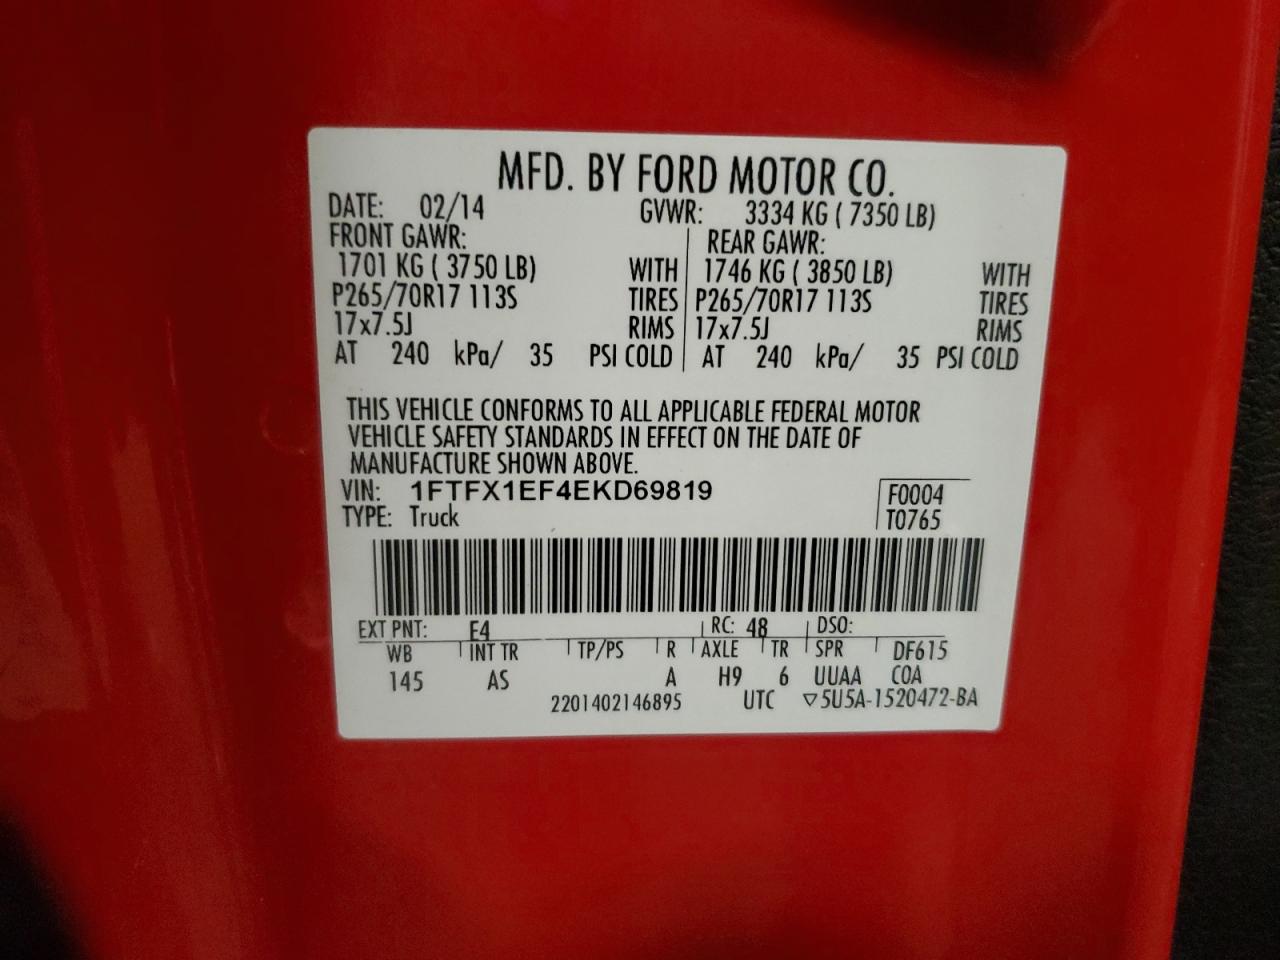 MFD. BY FORD MOTOR CO.
DATE: 02/14 GVWR: 3334 KG ( 7350 LB)
FRONT GAWR: REAR GAWR:
1701 KG ( 3750 LB) WITH 1746 KG ( 3850 LB) WITH
P265/70R17 113S TIRES P265/70R17 113S TIRES
17x7.5J RIMS 17x7.5J RIMS
AT 240 kPa/ 35 PSI COLD AT 240 kPa/ 35 PSI COLD
THIS VEHICLE CONFORMS TO ALL APPLICABLE FEDERAL MOTOR
VEHICLE SAFETY STANDARDS IN EFFECT ON THE DATE OF
MANUFACTURE SHOWN ABOVE.
VIN: 1FTFX1EF4EKD69819 F0004
TYPE: Truck T0765
EXT PNT: E4 RC: 48 DSO:
WB INT TR TP/PS R AXLE TR SPR DF615
145 AS A H9 6 UUAA COA
2201402146895 UTC ▽5U5A-1520472-BA